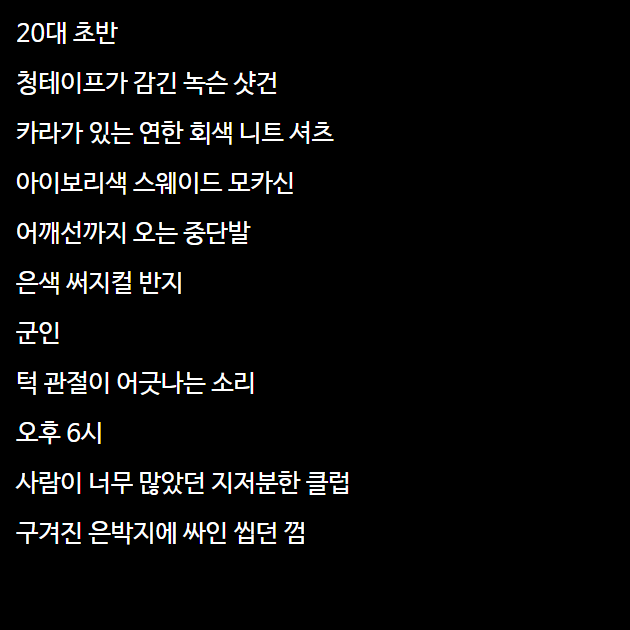 20대 초반
청테이프가 감긴 녹슨 샷건
카라가 있는 연한 회색 니트 셔츠
아이보리색 스웨이드 모카신
어깨선까지 오는 중단발
은색 써지컬 반지
군인
턱 관절이 어긋나는 소리
오후 6시
사람이 너무 많았던 지저분한 클럽
구겨진 은박지에 싸인 씹던 껌